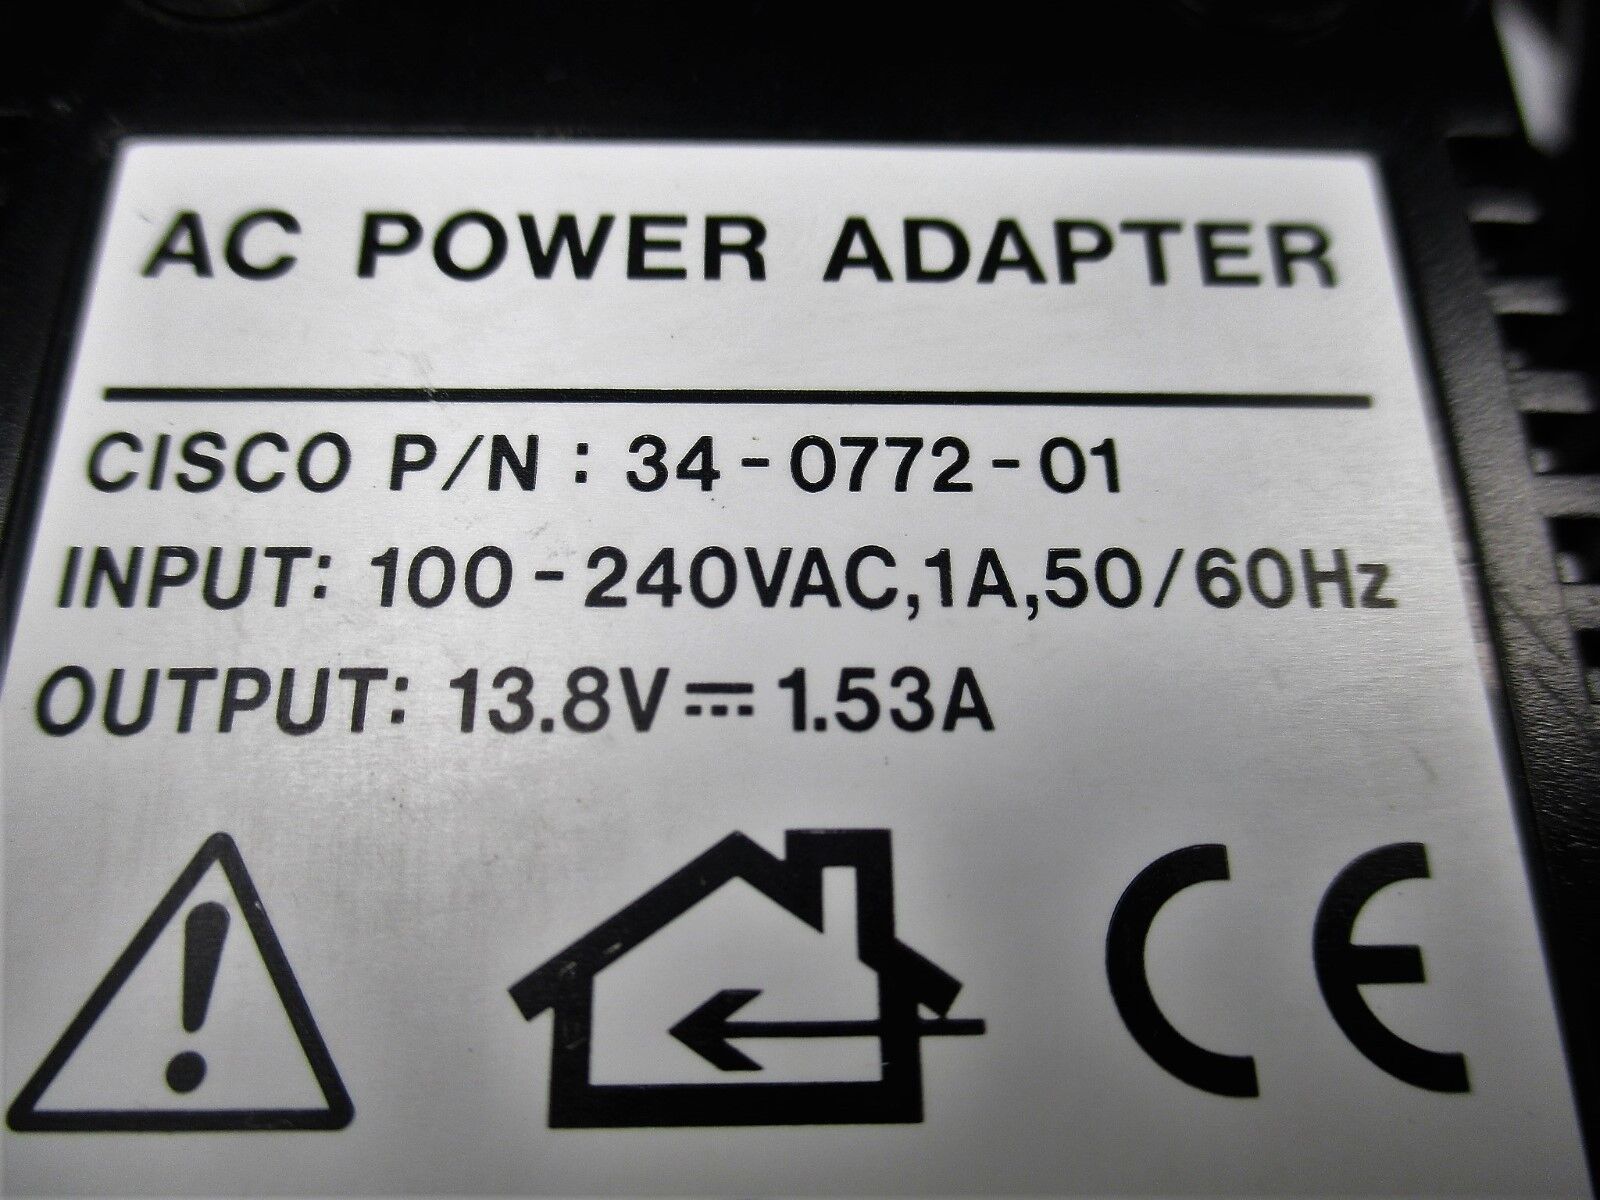 AC POWER ADAPTER
CISCO P/N : 34-0772-01
INPUT: 100-240VAC,1A,50/60Hz
OUTPUT: 13.8V⎓1.53A
!
CE